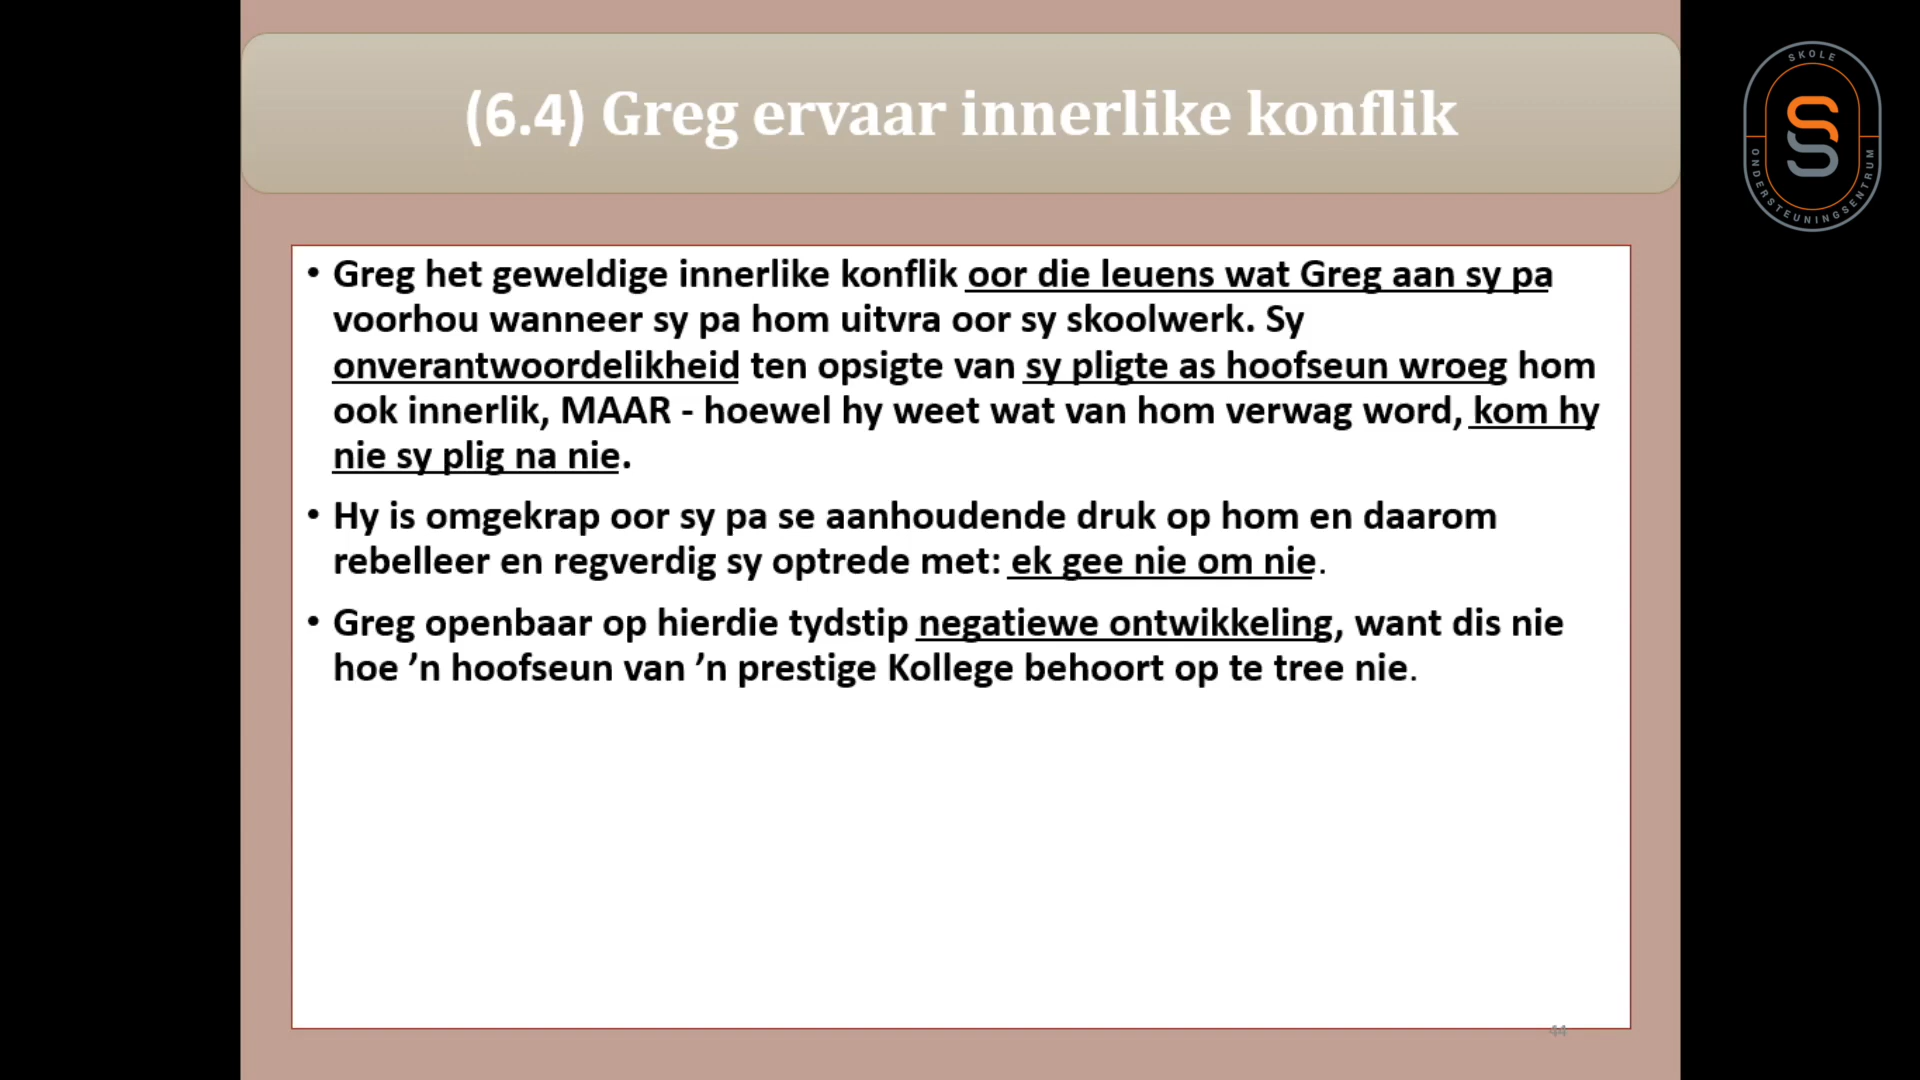 (6.4) Greg ervaar innerlike konflik
SKOLE
ONDERSTEUNINGSENTRUM
• Greg het geweldige innerlike konflik oor die leuens wat Greg aan sy pa
voorhou wanneer sy pa hom uitvra oor sy skoolwerk. Sy
onverantwoordelikheid ten opsigte van sy pligte as hoofseun wroeg hom
ook innerlik, MAAR - hoewel hy weet wat van hom verwag word, kom hy
nie sy plig na nie.
• Hy is omgekrap oor sy pa se aanhoudende druk op hom en daarom
rebelleer en regverdig sy optrede met: ek gee nie om nie.
• Greg openbaar op hierdie tydstip negatiewe ontwikkeling, want dis nie
hoe ’n hoofseun van ’n prestige Kollege behoort op te tree nie.
44